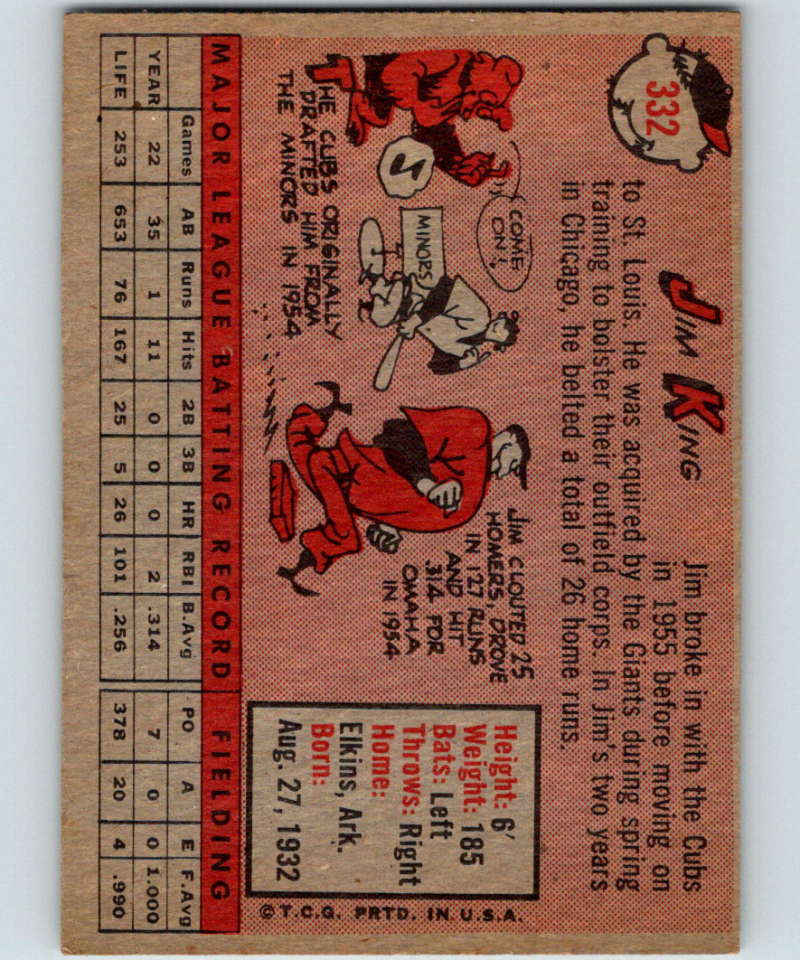 332
JIM KING
Jim broke in with the Cubs
in 1955 before moving on
to St. Louis. He was acquired by the Giants during spring
training to bolster their outfield corps. In Jim's two years
in Chicago, he belted a total of 26 home runs.
COME
ON!
MINORS
THE CUBS ORIGINALLY
DRAFTED HIM FROM
THE MINORS IN 1954
JIM CLOUTED 25
HOMERS, DROVE
IN 127 RUNS
AND HIT
.314 FOR
OMAHA
IN 1954
Height: 6'
Weight: 185
Bats: Left
Throws: Right
Home:
Elkins, Ark.
Born:
Aug. 27, 1932
©T.C.G. PRTD. IN U.S.A.
MAJOR LEAGUE BATTING RECORD FIELDING
Games AB Runs Hits 2B 3B HR RBI B.Avg PO A E F.Avg
YEAR 22 35 1 11 0 0 0 2 .314 7 0 0 1.000
LIFE 253 653 76 167 25 5 26 101 .256 378 20 4 .990